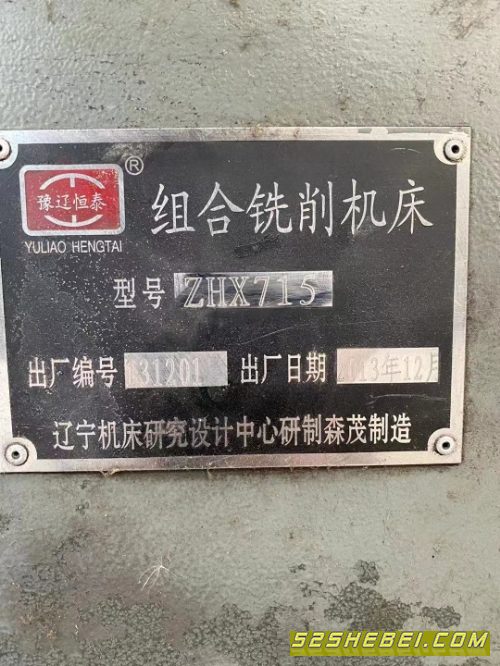 豫辽恒泰
®
YULIAO HENGTAI
组合铣削机床
型号 ZHX715
出厂编号 131201 出厂日期 2013年12月
辽宁机床研究设计中心研制森茂制造
52SHEBEI.COM